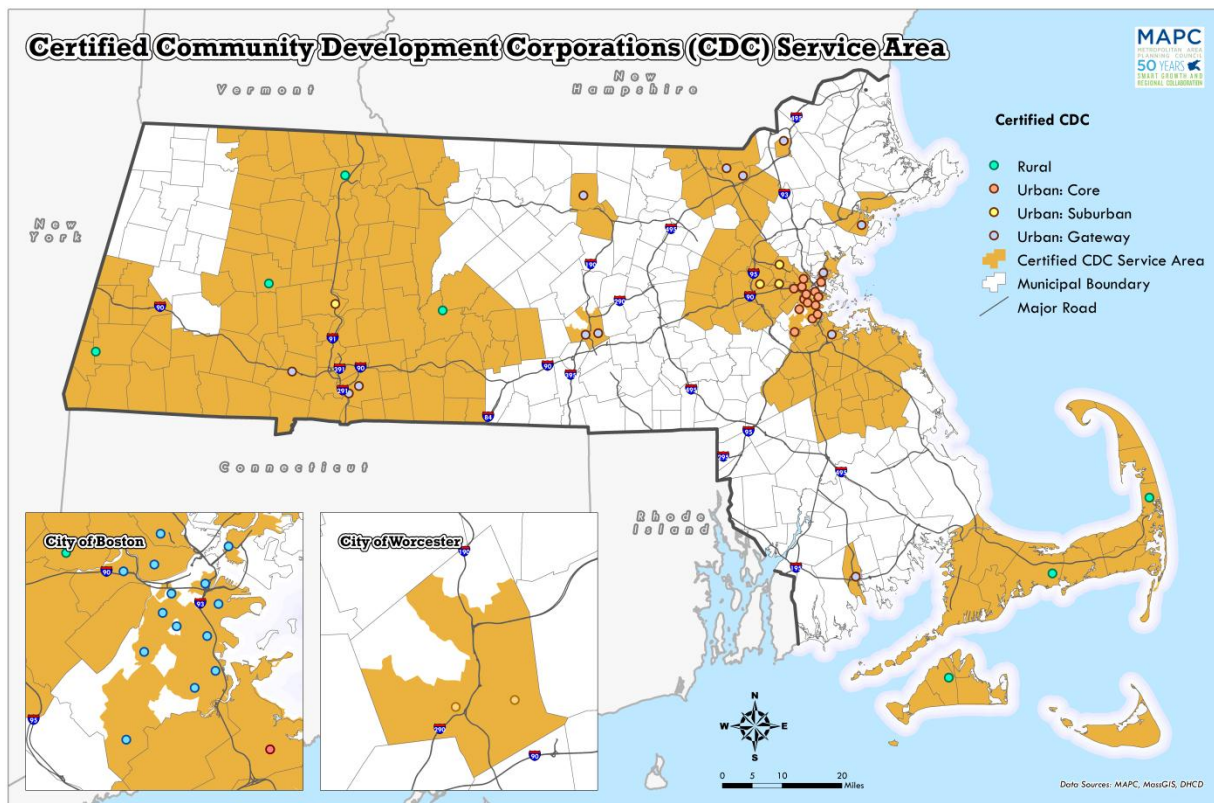 Certified Community Development Corporations (CDC) Service Area
MAPC
METROPOLITAN AREA
PLANNING COUNCIL
50 YEARS
SMART GROWTH AND
REGIONAL COLLABORATION
Vermont
New
Hampshire
New
York
Connecticut
Rhode
Island
Certified CDC
Rural
Urban: Core
Urban: Suburban
Urban: Gateway
Certified CDC Service Area
Municipal Boundary
Major Road
495
93
495
190
290
93
90
90
91
391
90
291
90
395
84
495
95
295
495
195
City of Boston
90
93
95
City of Worcester
190
290
90
N
W
E
S
0 5 10 20
Miles
Data Sources: MAPC, MassGIS, DHCD